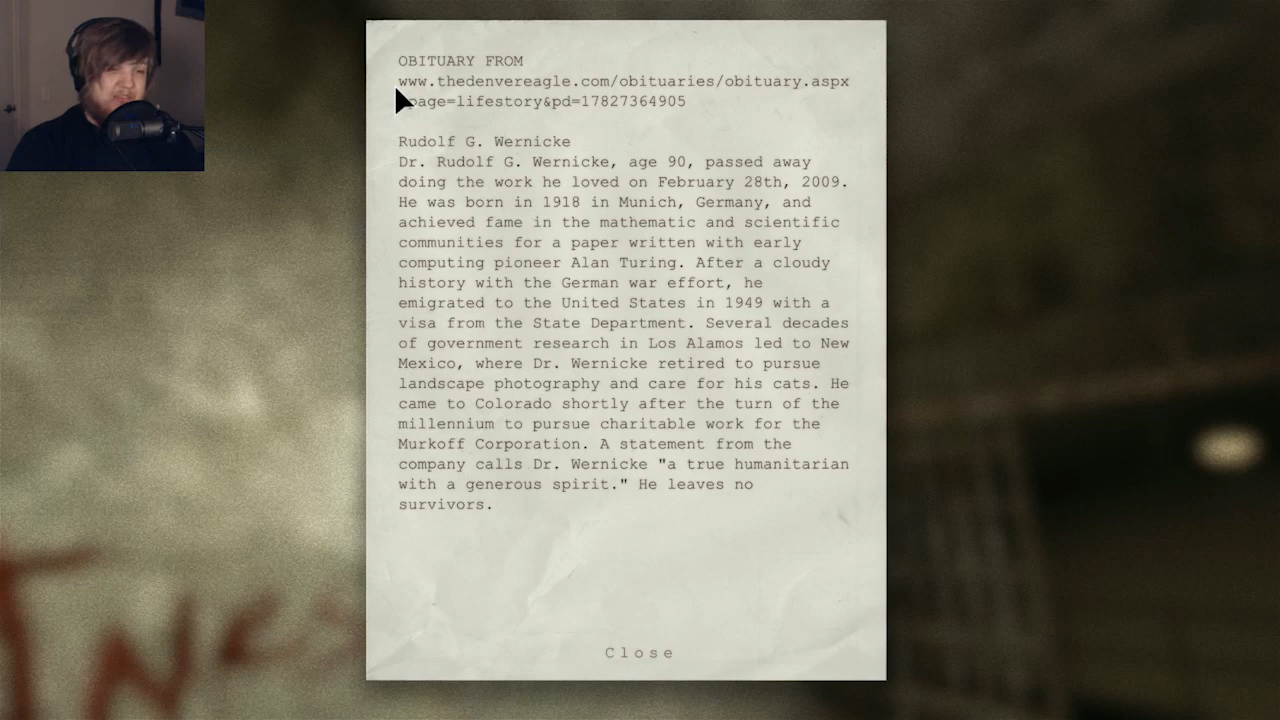 OBITUARY FROM
www.thedenvereagle.com/obituaries/obituary.aspx
page=lifestory&pd=17827364905
Rudolf G. Wernicke
Dr. Rudolf G. Wernicke, age 90, passed away
doing the work he loved on February 28th, 2009.
He was born in 1918 in Munich, Germany, and
achieved fame in the mathematic and scientific
communities for a paper written with early
computing pioneer Alan Turing. After a cloudy
history with the German war effort, he
emigrated to the United States in 1949 with a
visa from the State Department. Several decades
of government research in Los Alamos led to New
Mexico, where Dr. Wernicke retired to pursue
landscape photography and care for his cats. He
came to Colorado shortly after the turn of the
millennium to pursue charitable work for the
Murkoff Corporation. A statement from the
company calls Dr. Wernicke "a true humanitarian
with a generous spirit." He leaves no
survivors.
Close